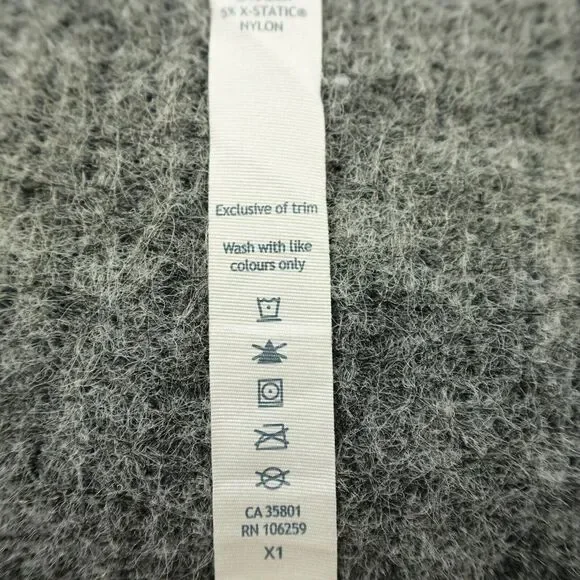 5% X-STATIC®
NYLON
Exclusive of trim
Wash with like
colours only
CA 35801
RN 106259
X1